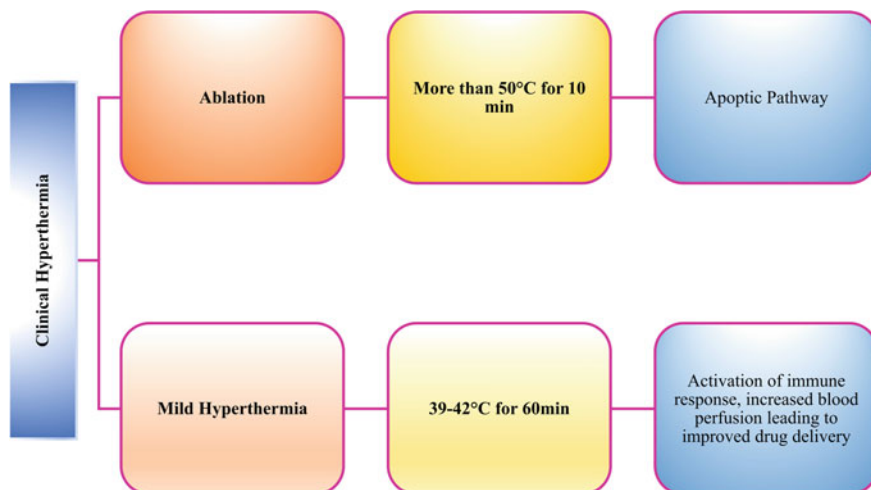 Clinical Hyperthermia
Ablation
More than 50°C for 10
min
Apoptic Pathway
Mild Hyperthermia
39-42°C for 60min
Activation of immune
response, increased blood
perfusion leading to
improved drug delivery